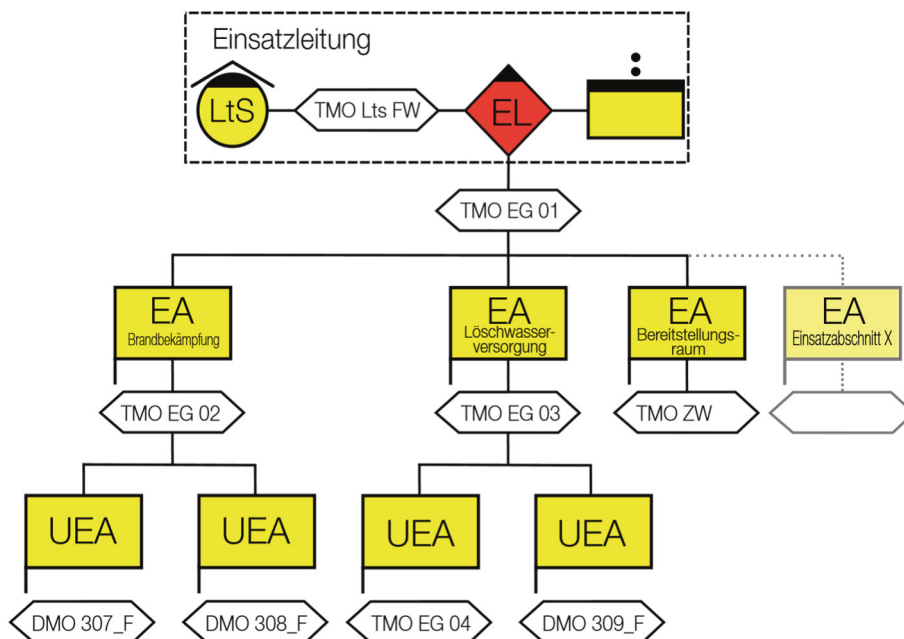 Einsatzleitung
LtS
TMO Lts FW
EL
TMO EG 01
EA
Brandbekämpfung
EA
Löschwasser-
versorgung
EA
Bereitstellungs-
raum
EA
Einsatzabschnitt X
TMO EG 02
TMO EG 03
TMO ZW
UEA
UEA
UEA
UEA
DMO 307_F
DMO 308_F
TMO EG 04
DMO 309_F